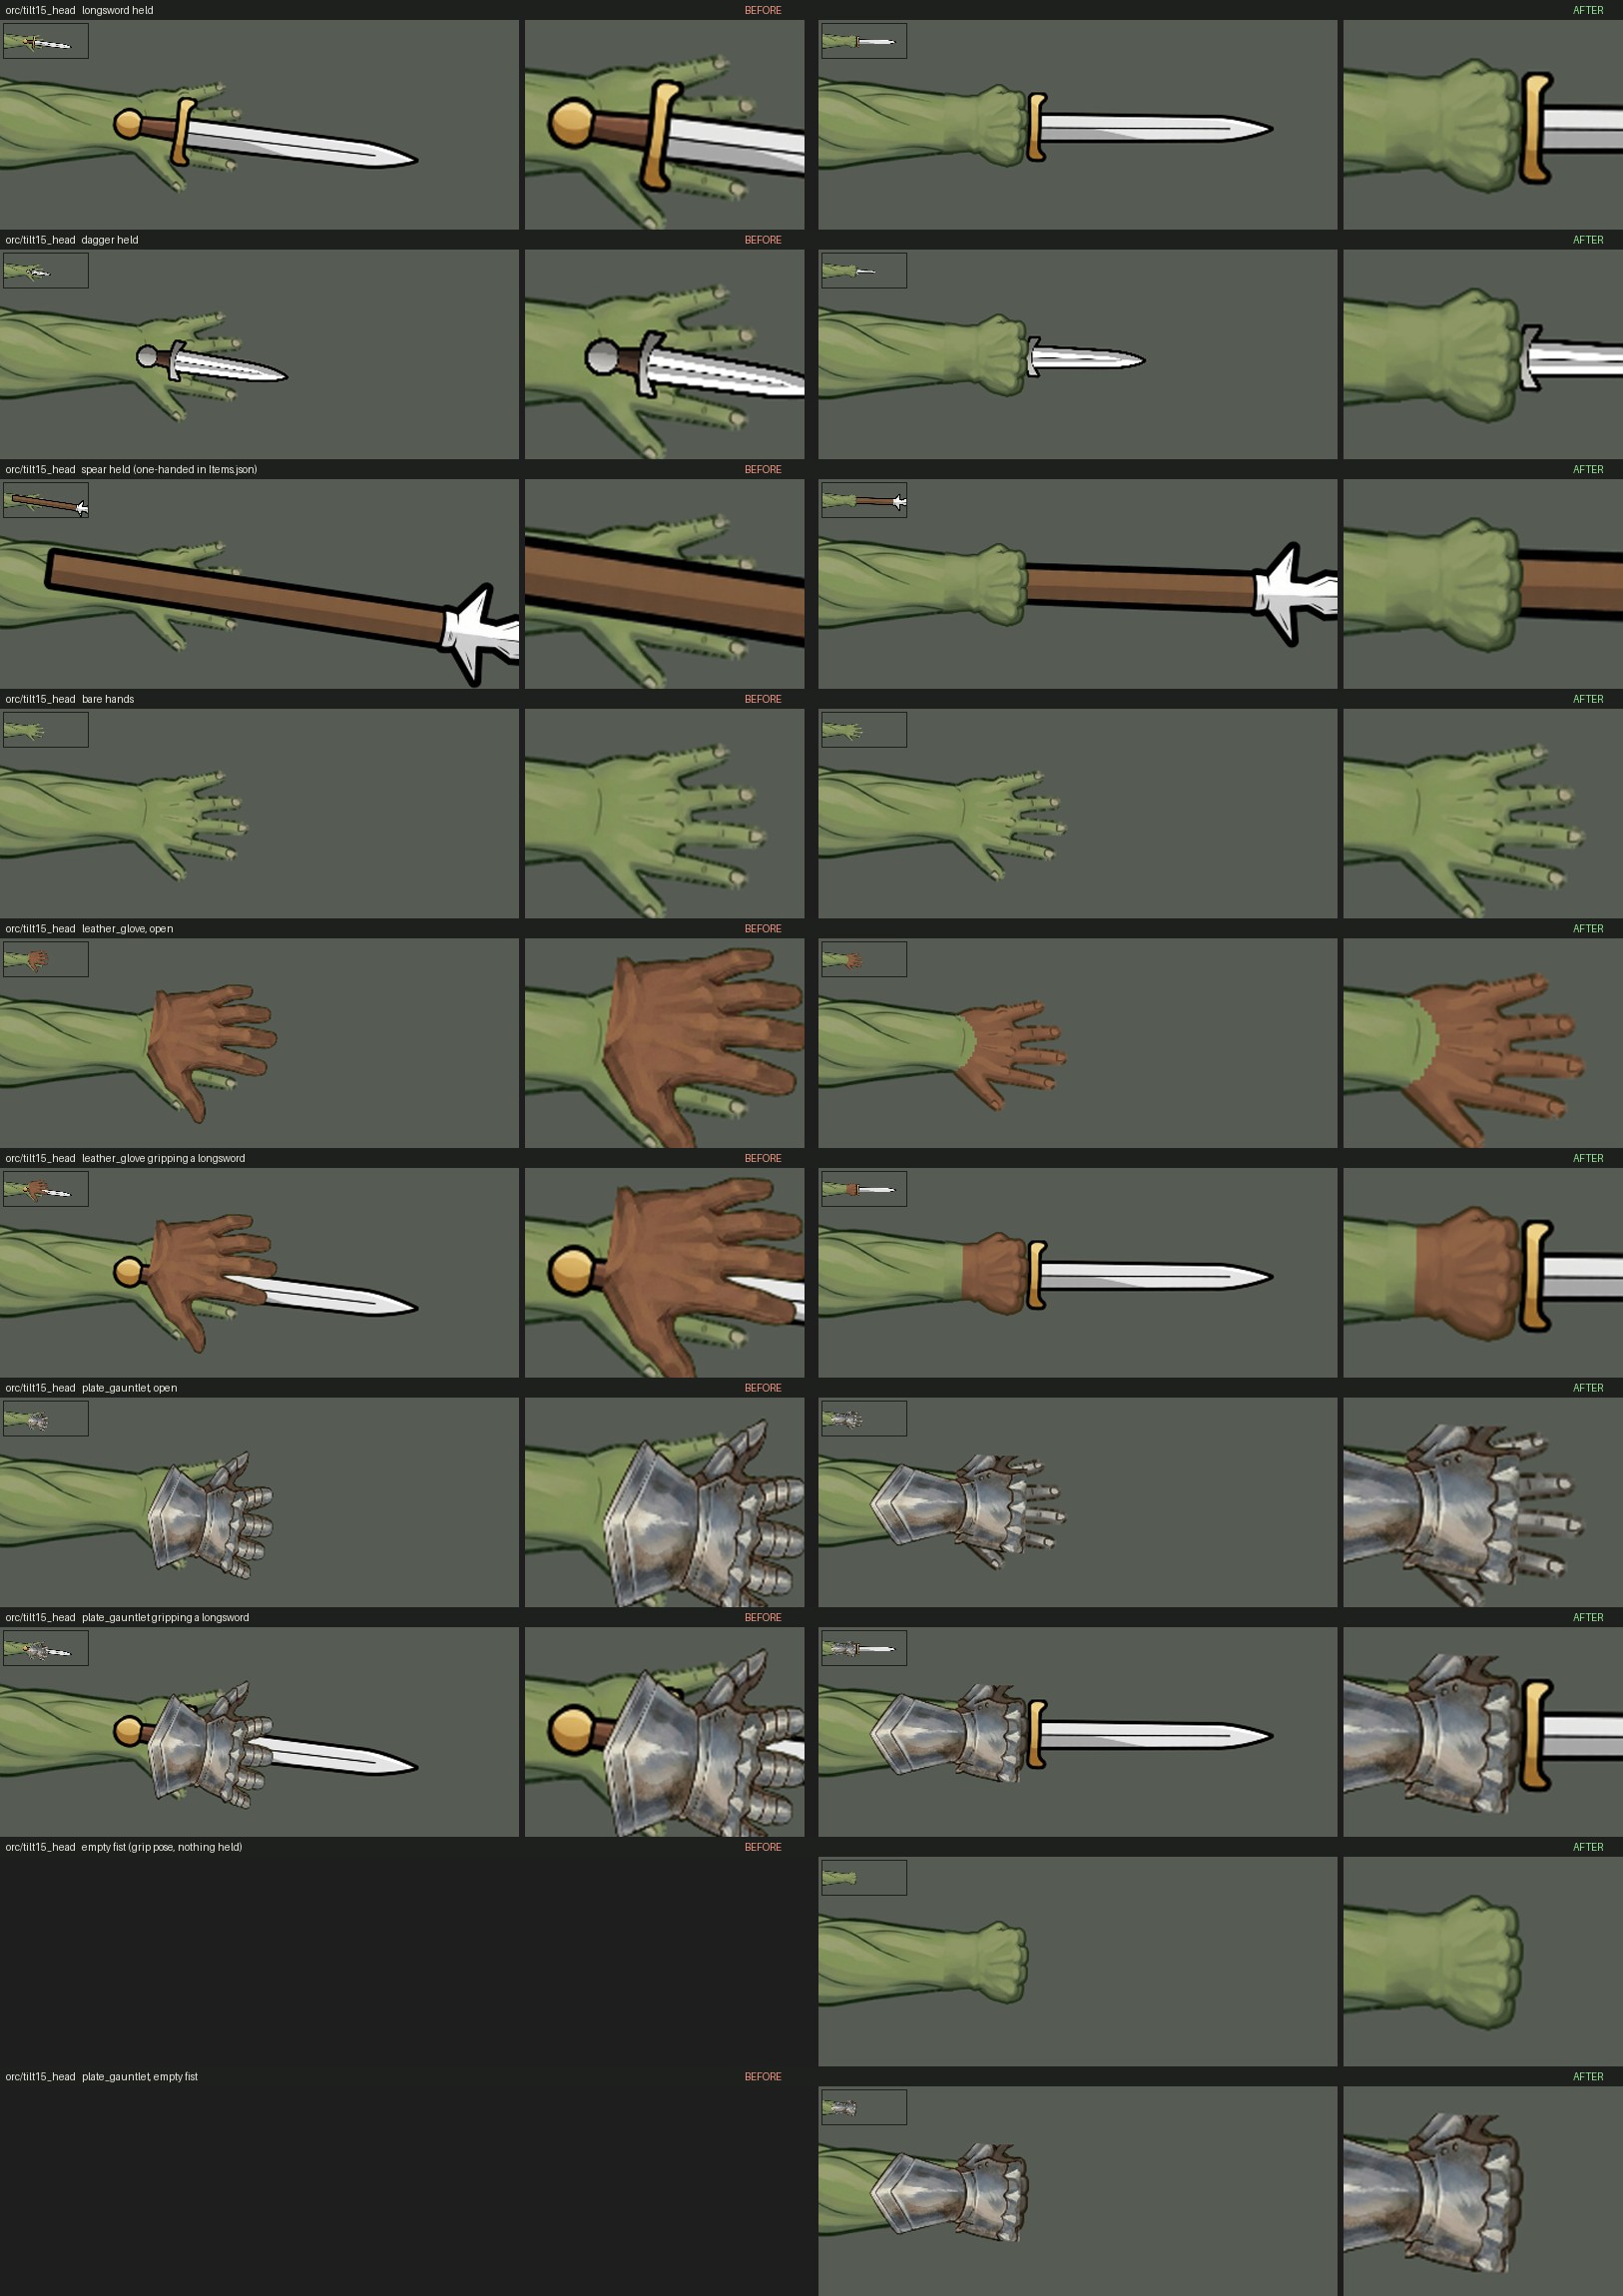 orc/tilt15_head longsword held BEFORE AFTER
orc/tilt15_head dagger held BEFORE AFTER
orc/tilt15_head spear held (one-handed in Items.json) BEFORE AFTER
orc/tilt15_head bare hands BEFORE AFTER
orc/tilt15_head leather_glove, open BEFORE AFTER
orc/tilt15_head leather_glove gripping a longsword BEFORE AFTER
orc/tilt15_head plate_gauntlet, open BEFORE AFTER
orc/tilt15_head plate_gauntlet gripping a longsword BEFORE AFTER
orc/tilt15_head empty fist (grip pose, nothing held) BEFORE AFTER
orc/tilt15_head plate_gauntlet, empty fist BEFORE AFTER